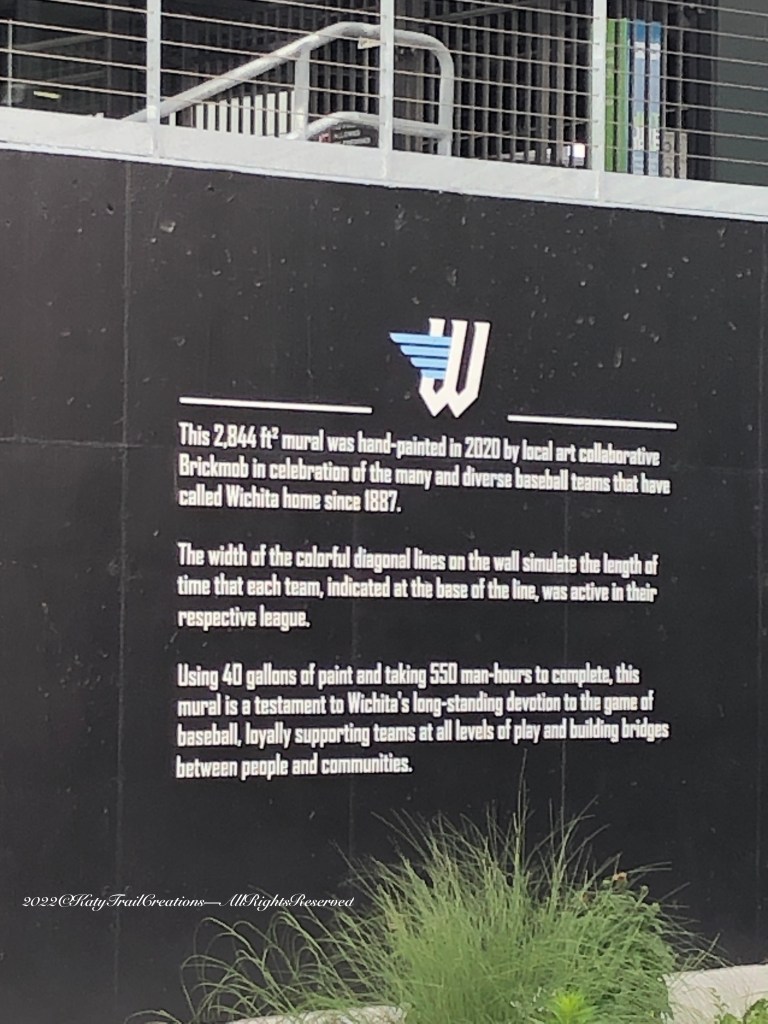 W
This 2,844 ft² mural was hand-painted in 2020 by local art collaborative
Brickmob in celebration of the many and diverse baseball teams that have
called Wichita home since 1887.
The width of the colorful diagonal lines on the wall simulate the length of
time that each team, indicated at the base of the line, was active in their
respective league.
Using 40 gallons of paint and taking 550 man-hours to complete, this
mural is a testament to Wichita's long-standing devotion to the game of
baseball, loyally supporting teams at all levels of play and building bridges
between people and communities.
2022©KatyTrailCreations—AllRightsReserved